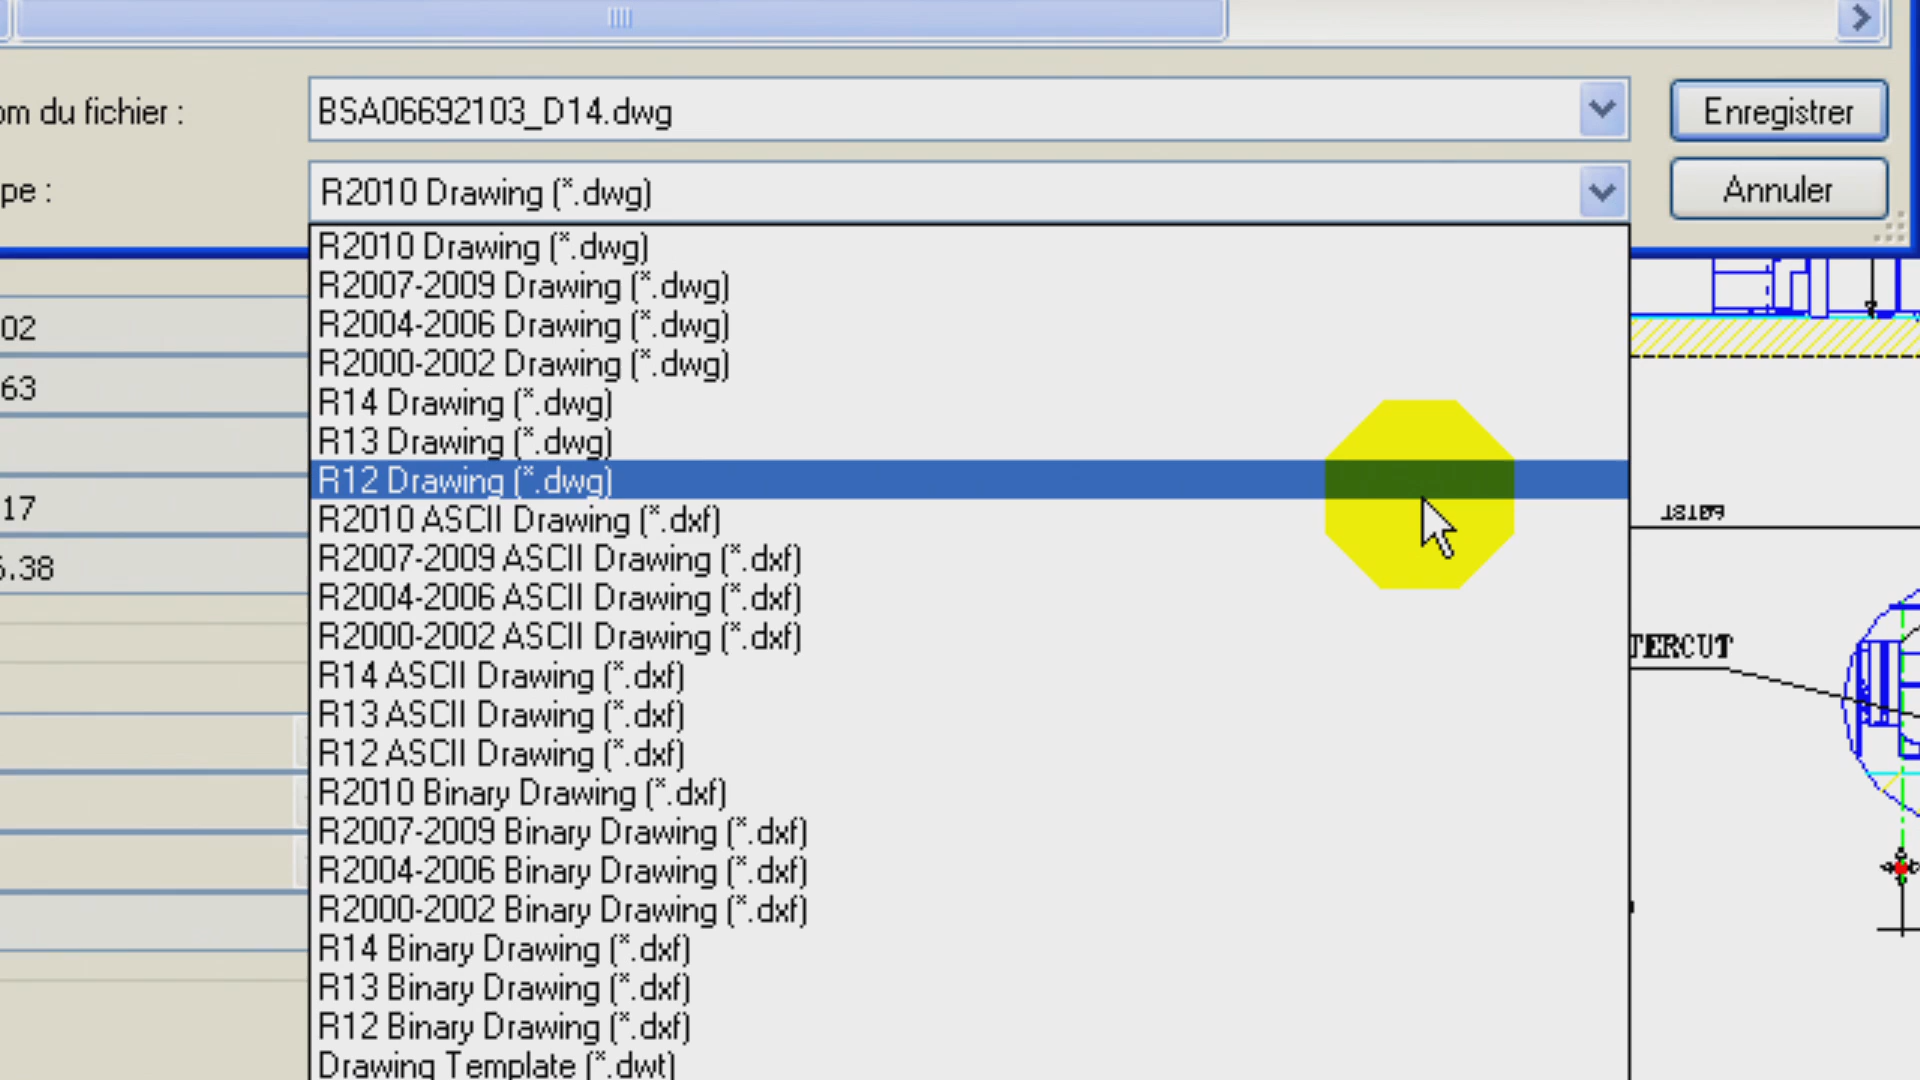 om du fichier :
BSA06692103_D14.dwg
Enregistrer
pe :
R2010 Drawing (*.dwg)
Annuler
R2010 Drawing (*.dwg)
R2007-2009 Drawing (*.dwg)
R2004-2006 Drawing (*.dwg)
R2000-2002 Drawing (*.dwg)
R14 Drawing (*.dwg)
R13 Drawing (*.dwg)
R12 Drawing (*.dwg)
R2010 ASCII Drawing (*.dxf)
R2007-2009 ASCII Drawing (*.dxf)
R2004-2006 ASCII Drawing (*.dxf)
R2000-2002 ASCII Drawing (*.dxf)
R14 ASCII Drawing (*.dxf)
R13 ASCII Drawing (*.dxf)
R12 ASCII Drawing (*.dxf)
R2010 Binary Drawing (*.dxf)
R2007-2009 Binary Drawing (*.dxf)
R2004-2006 Binary Drawing (*.dxf)
R2000-2002 Binary Drawing (*.dxf)
R14 Binary Drawing (*.dxf)
R13 Binary Drawing (*.dxf)
R12 Binary Drawing (*.dxf)
Drawing Template (*.dwt)
02
63
17
.38
TERCUT